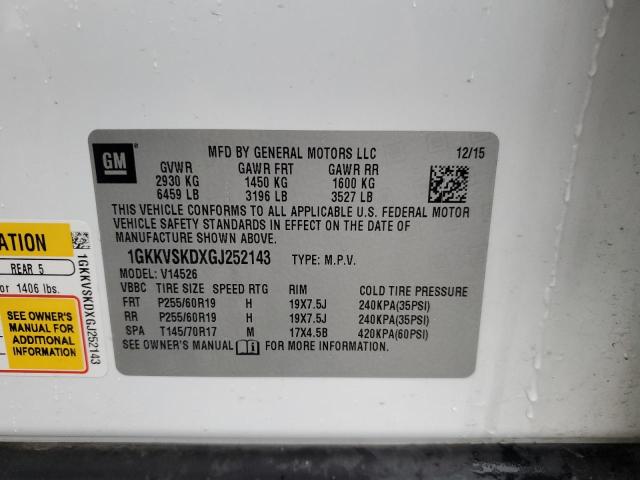 GM
MFD BY GENERAL MOTORS LLC 12/15
GVWR GAWR FRT GAWR RR
2930 KG 1450 KG 1600 KG
6459 LB 3196 LB 3527 LB
THIS VEHICLE CONFORMS TO ALL APPLICABLE U.S. FEDERAL MOTOR
VEHICLE SAFETY STANDARDS IN EFFECT ON THE DATE OF
MANUFACTURE SHOWN ABOVE.
1GKKVSKDXGJ252143 TYPE: M.P.V.
MODEL: V14526
VBBC TIRE SIZE SPEED RTG RIM COLD TIRE PRESSURE
FRT P255/60R19 H 19X7.5J 240KPA(35PSI)
RR P255/60R19 H 19X7.5J 240KPA(35PSI)
SPA T145/70R17 M 17X4.5B 420KPA(60PSI)
SEE OWNER'S MANUAL FOR MORE INFORMATION.
ATION
REAR 5
or 1406 lbs.
SEE OWNER'S
MANUAL FOR
ADDITIONAL
INFORMATION
1GKKVSKDXGJ252143